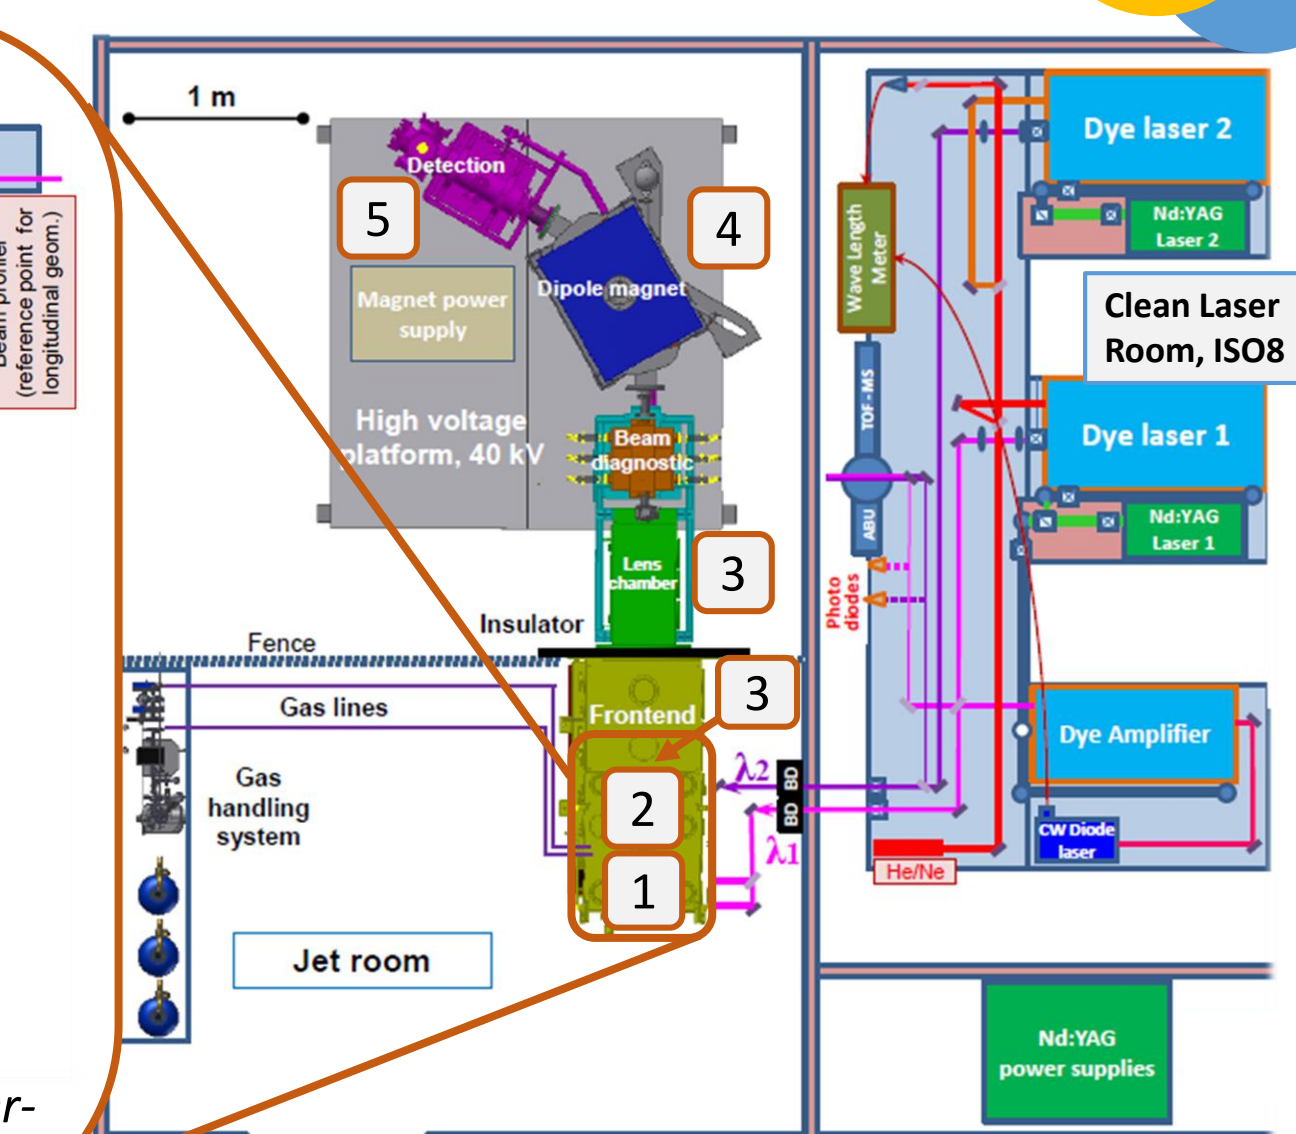 1 m
Detection
5
4
Magnet power
supply
Dipole magnet
High voltage
platform, 40 kV
Beam
diagnostic
Lens
chamber
3
Insulator
Fence
3
Gas lines
Frontend
Gas
handling
system
2
1
λ2
λ1
BD
BD
Jet room
Dye laser 2
Nd:YAG
Laser 2
Wave Length
Meter
Clean Laser
Room, ISO8
TOF - MS
Dye laser 1
ABU
Nd:YAG
Laser 1
Photo
diodes
Dye Amplifier
CW Diode
laser
He/Ne
Nd:YAG
power supplies
(reference point for
longitudinal geom.)